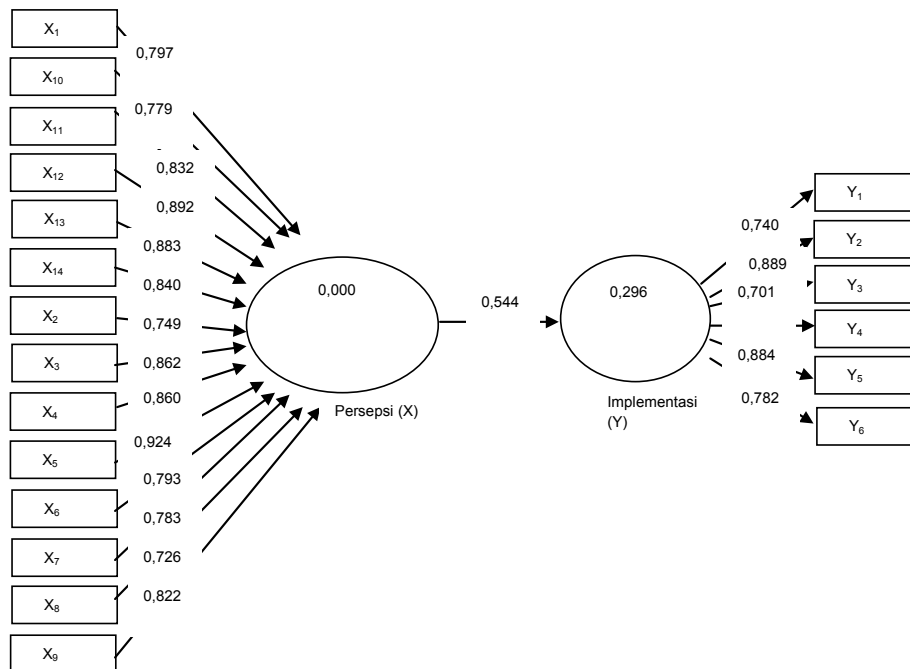 X1
X10
X11
X12
X13
X14
X2
X3
X4
X5
X6
X7
X8
X9
0,797
0,779
0,832
0,892
0,883
0,840
0,749
0,862
0,860
0,924
0,793
0,783
0,726
0,822
0,000
Persepsi (X)
0,544
0,296
Implementasi
(Y)
0,740
0,889
0,701
0,884
0,782
Y1
Y2
Y3
Y4
Y5
Y6